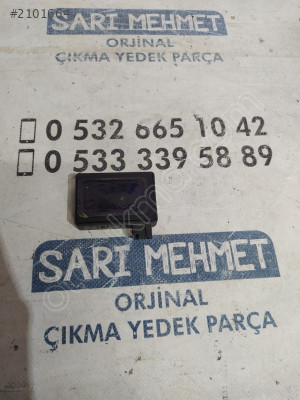 #2101665
SARI MEHMET
ORJİNAL
ÇIKMA YEDEK PARÇA
0 532 665 10 42
0 533 339 58 89
SARI MEHMET
ORJİNAL
ÇIKMA YEDEK PARÇA